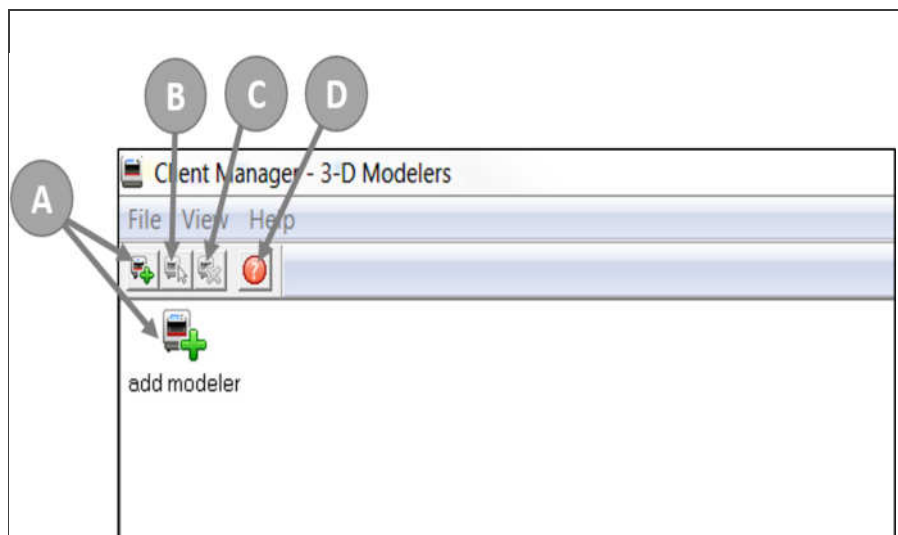 B C D
A
Client Manager - 3-D Modelers
File View Help
?
add modeler